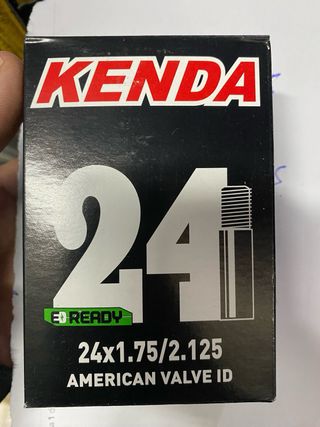 KENDA
24
READY
24x1.75/2.125
AMERICAN VALVE ID